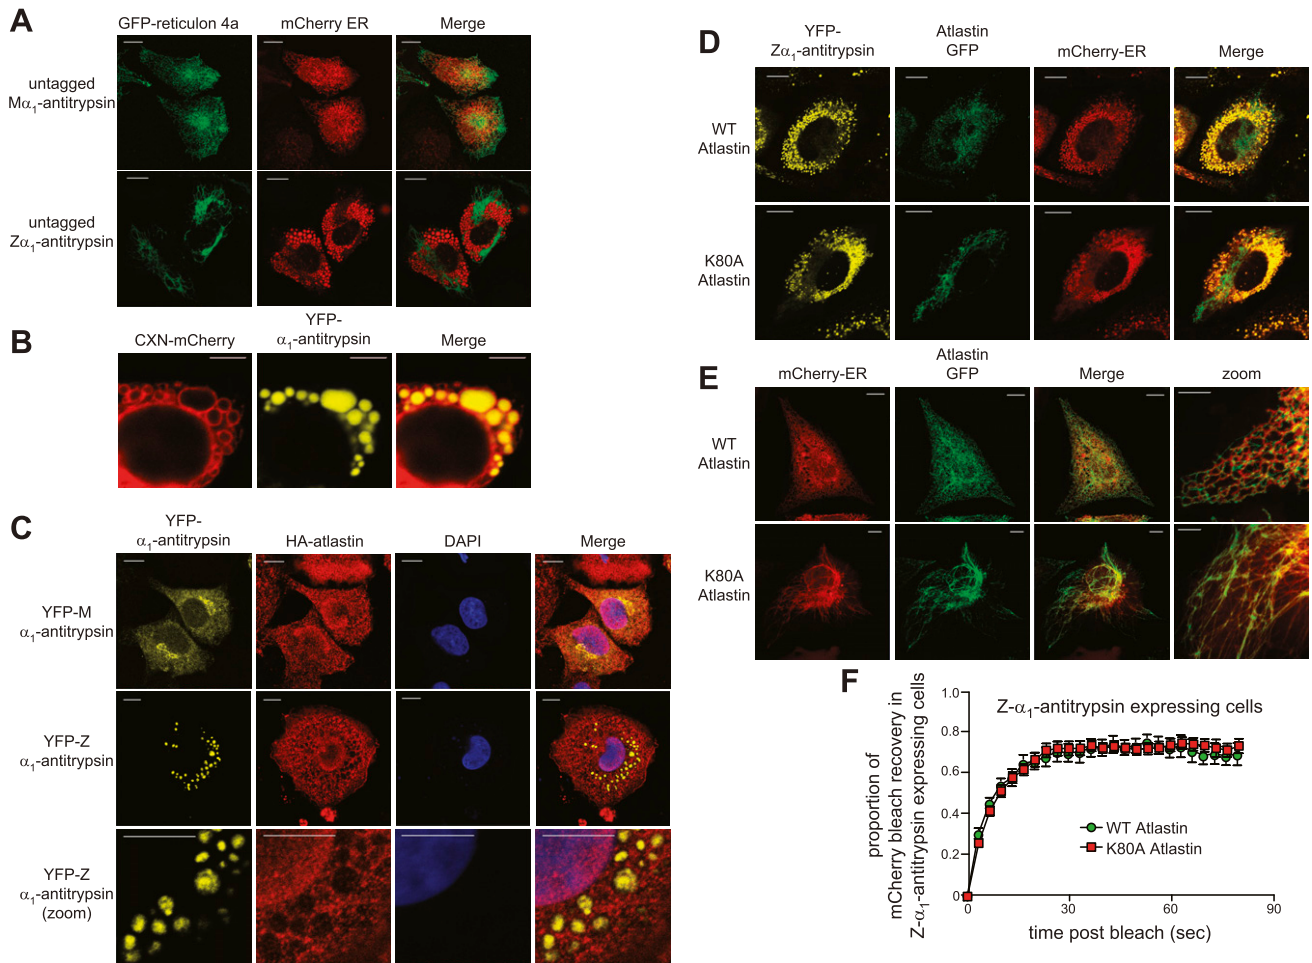 A
GFP-reticulon 4a
mCherry ER
Merge
untagged
Mα1-antitrypsin
untagged
Zα1-antitrypsin
B
CXN-mCherry
YFP-
α1-antitrypsin
Merge
C
YFP-
α1-antitrypsin
HA-atlastin
DAPI
Merge
YFP-M
α1-antitrypsin
YFP-Z
α1-antitrypsin
YFP-Z
α1-antitrypsin
(zoom)
D
YFP-
Zα1-antitrypsin
Atlastin
GFP
mCherry-ER
Merge
WT
Atlastin
K80A
Atlastin
E
mCherry-ER
Atlastin
GFP
Merge
zoom
WT
Atlastin
K80A
Atlastin
F
proportion of
mCherry bleach recovery in
Z-α1-antitrypsin expressing cells
1.0
0.8
0.6
0.4
0.2
0
Z-α1-antitrypsin expressing cells
WT Atlastin
K80A Atlastin
0 30 60 90
time post bleach (sec)